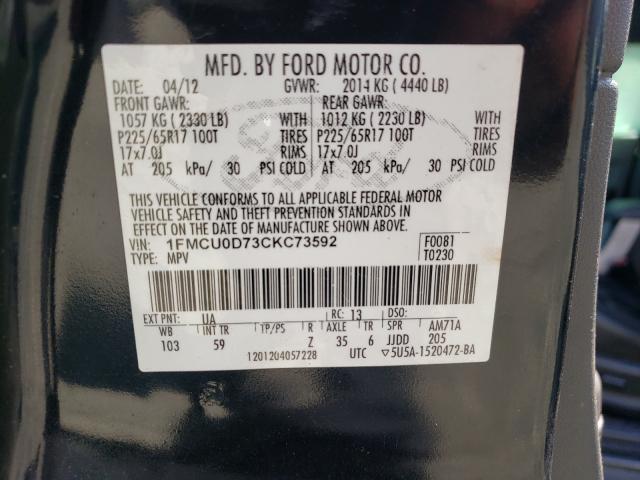 MFD. BY FORD MOTOR CO.
DATE: 04/12 GVWR: 2014 KG ( 4440 LB)
FRONT GAWR: REAR GAWR:
1057 KG ( 2330 LB) WITH 1012 KG ( 2230 LB) WITH
P225/65R17 100T TIRES P225/65R17 100T TIRES
17x7.0J RIMS 17x7.0J RIMS
AT 205 kPa/ 30 PSI COLD AT 205 kPa/ 30 PSI COLD
THIS VEHICLE CONFORMS TO ALL APPLICABLE FEDERAL MOTOR
VEHICLE SAFETY AND THEFT PREVENTION STANDARDS IN
EFFECT ON THE DATE OF MANUFACTURE SHOWN ABOVE.
VIN: 1FMCU0D73CKC73592 F0081
TYPE: MPV T0230
EXT PNT: UA RC: 13 DSO:
WB INT TR TP/PS R AXLE TR SPR AM71A
103 59 Z 35 6 JJDD 205
1201204057228 UTC ▽5U5A-1520472-BA